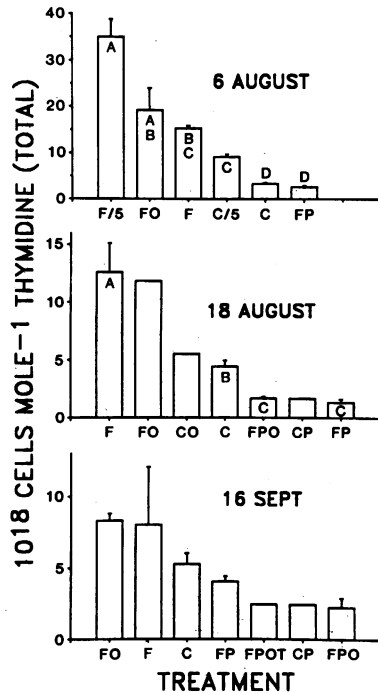 1018 CELLS MOLE-1 THYMIDINE (TOTAL)
40
30
20
10
0
6 AUGUST
A
A
B
B
C
C
D
D
F/5 FO F C/5 C FP
15
10
5
0
18 AUGUST
A
B
C
C
F FO CO C FPO CP FP
10
5
0
16 SEPT
FO F C FP FPOT CP FPO
TREATMENT